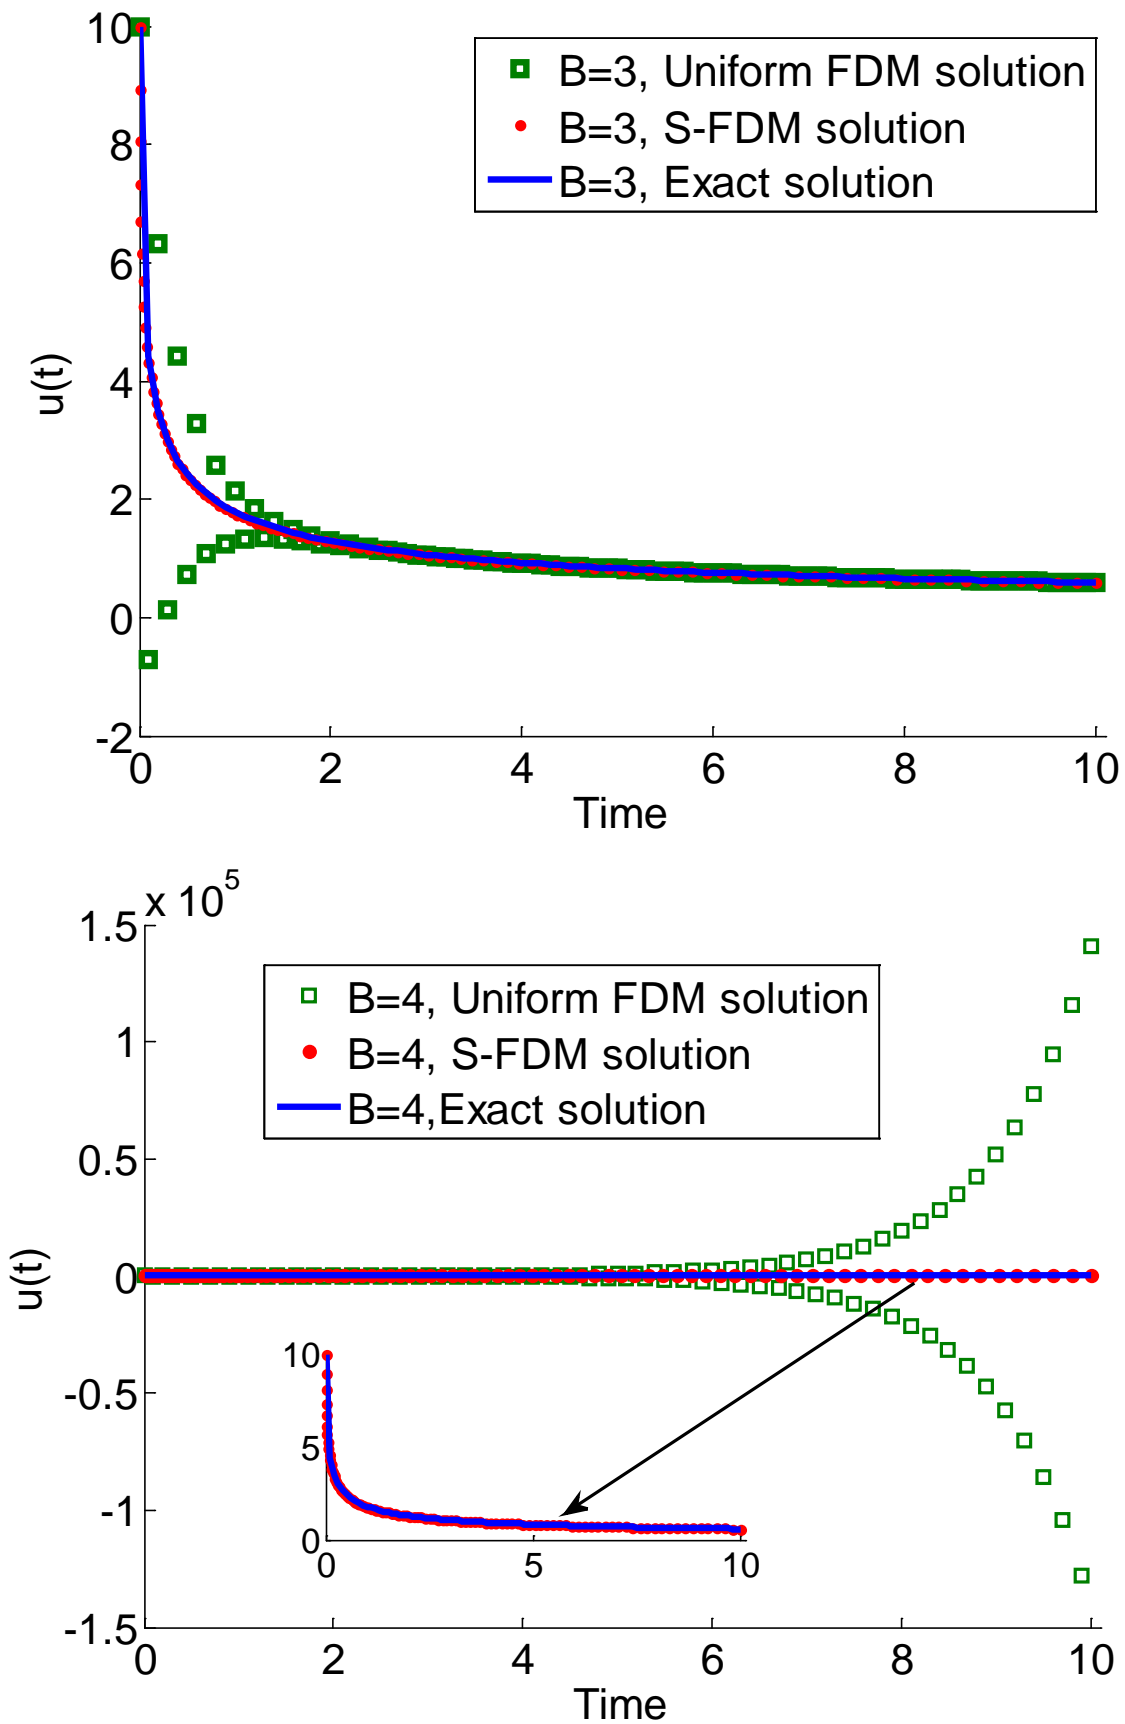 10
8
6
4
2
0
-2
u(t)
B=3, Uniform FDM solution
B=3, S-FDM solution
B=3, Exact solution
0 2 4 6 8 10
Time
x 10^5
1.5
1
0.5
0
-0.5
-1
-1.5
u(t)
B=4, Uniform FDM solution
B=4, S-FDM solution
B=4,Exact solution
10
5
0
0 5 10
0 2 4 6 8 10
Time